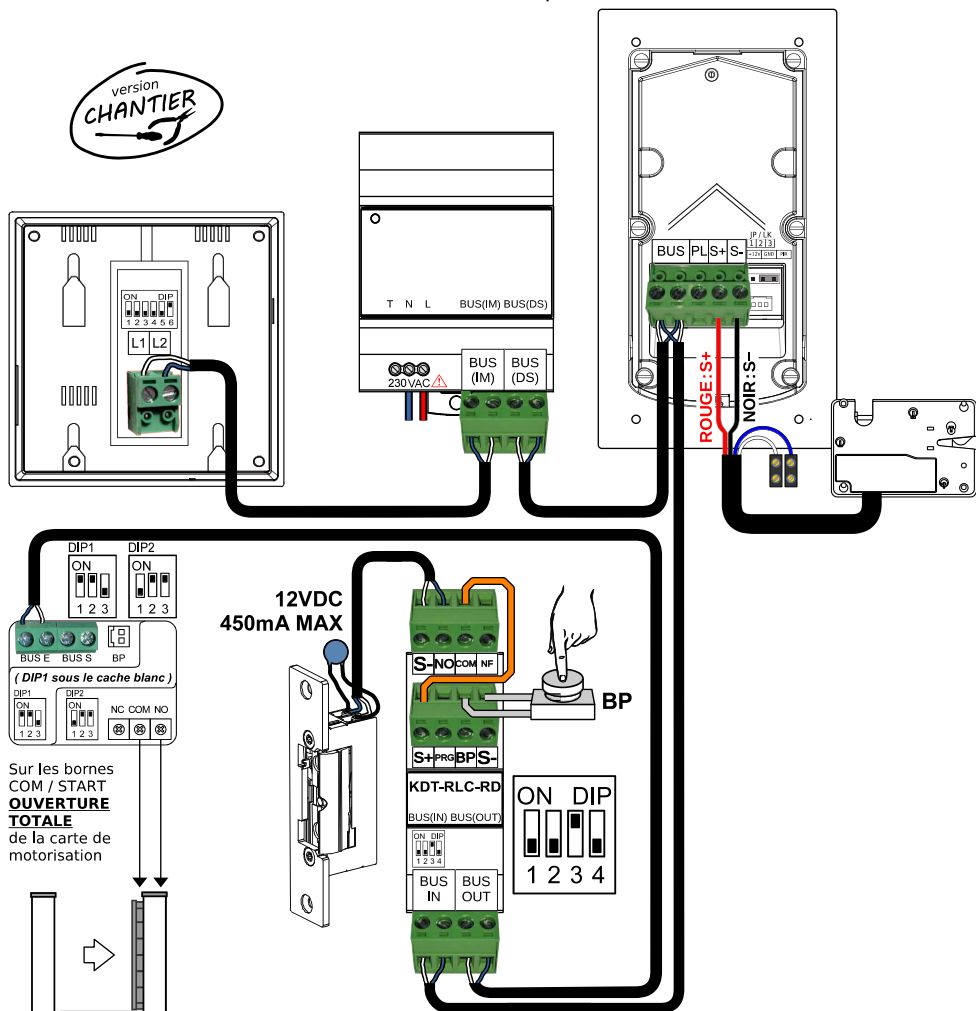 version
CHANTIER
ON DIP
1 2 3 4 5 6
L1 L2
T N L BUS(IM) BUS(DS)
230VAC
BUS (IM)
BUS (DS)
JP / LK
1 2 3
+12V GND
BUS PL S+ S-
ROUGE : S+
NOIR : S–
DIP1
ON
1 2 3
DIP2
ON
1 2 3
BUS E BUS S BP
( DIP1 sous le cache blanc )
DIP1
ON
1 2 3
DIP2
ON
1 2 3
NC COM NO
Sur les bornes
COM / START
OUVERTURE
TOTALE
de la carte de
motorisation
12VDC
450mA MAX
S- NO COM NF
BP
S+ PRG BP S-
KDT-RLC-RD
BUS(IN) BUS(OUT)
ON DIP
1 2 3 4
BUS IN
BUS OUT
ON DIP
1 2 3 4